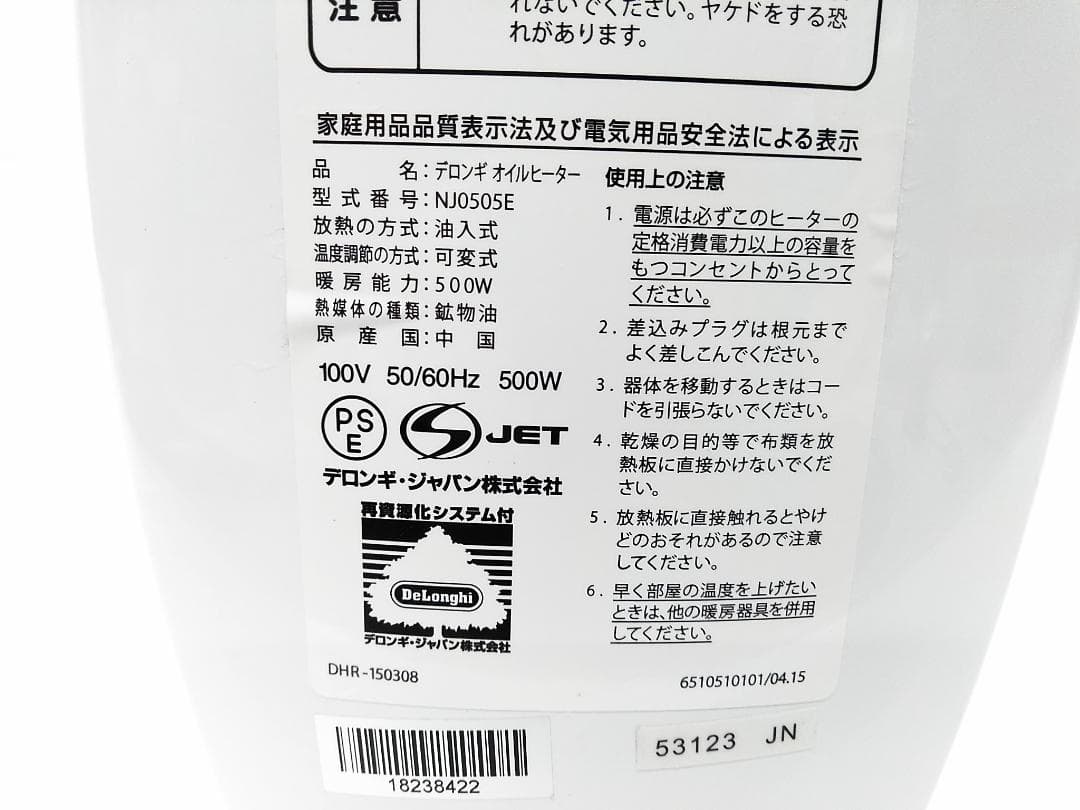 注意
れないでください。ヤケドをする恐
れがあります。
家庭用品品質表示法及び電気用品安全法による表示
品名：デロンギ オイルヒーター
型式番号：NJ0505E
放熱の方式：油入式
温度調節の方式：可変式
暖房能力：500W
熱媒体の種類：鉱物油
原産国：中国
100V 50/60Hz 500W
PS
E
JET
デロンギ・ジャパン株式会社
再資源化システム付
DeLonghi
デロンギ・ジャパン株式会社
DHR-150308
使用上の注意
1. 電源は必ずこのヒーターの
定格消費電力以上の容量を
もつコンセントからとって
ください。
2. 差込みプラグは根元まで
よく差しこんでください。
3. 器体を移動するときはコー
ドを引張らないでください。
4. 乾燥の目的等で布類を放
熱板に直接かけないでくだ
さい。
5. 放熱板に直接触れるとやけ
どのおそれがあるので注意
してください。
6. 早く部屋の温度を上げたい
ときは、他の暖房器具を併用
してください。
6510510101/04.15
18238422
53123 JN